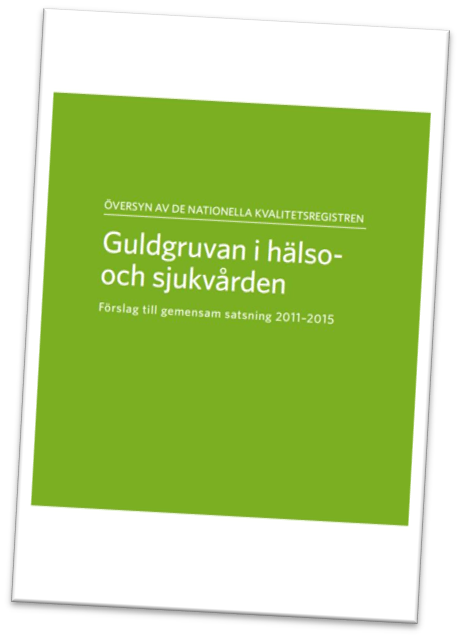 ÖVERSYN AV DE NATIONELLA KVALITETSREGISTREN
Guldgruvan i hälso-
och sjukvården
Förslag till gemensam satsning 2011–2015